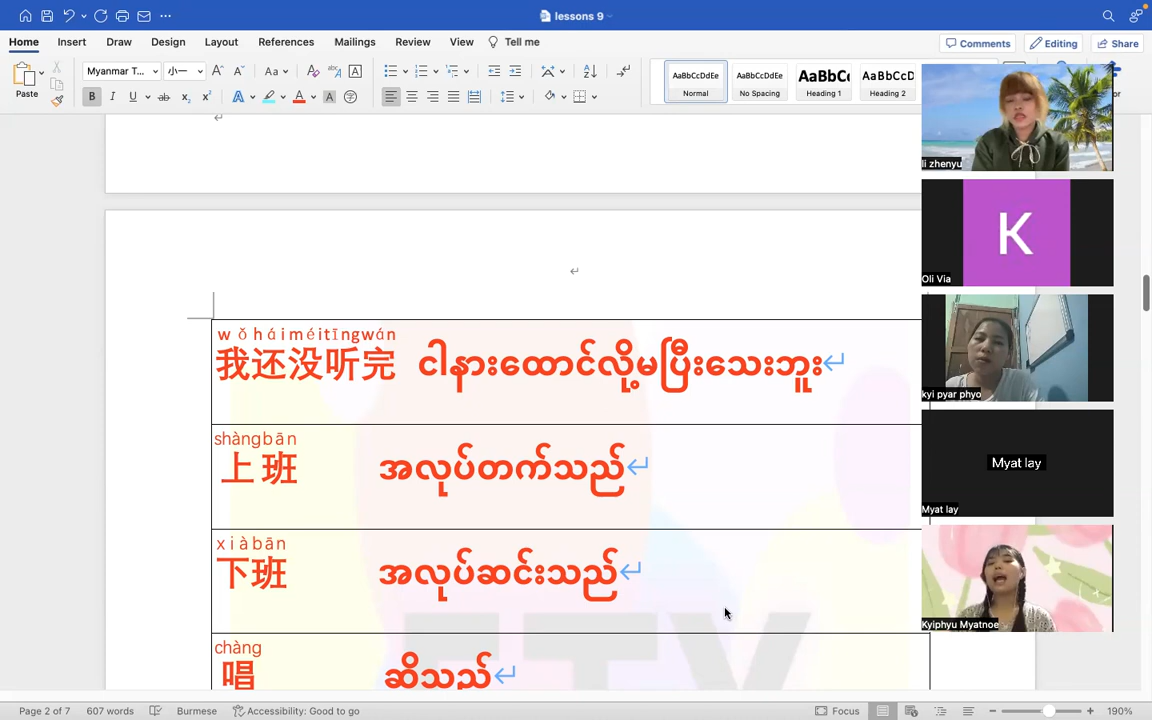 lessons 9
Home Insert Draw Design Layout References Mailings Review View Tell me Comments Editing Share
Paste Myanmar T... 小一 Aa
AaBbCcDdEe AaBbCcDdEe AaBbCc AaBbCcD
Normal No Spacing Heading 1 Heading 2
li zhenyu
K
Oli Via
kyi pyar phyo
Myat lay
Myat lay
Kyiphyu Myatnoe
wǒháiméitīngwán
我还没听完 ငါနားထောင်လို့မပြီးသေးဘူး
shàngbān
上班 အလုပ်တက်သည်
xiàbān
下班 အလုပ်ဆင်းသည်
chàng
唱 ဆိုသည်
Page 2 of 7 607 words Burmese Accessibility: Good to go Focus 190%